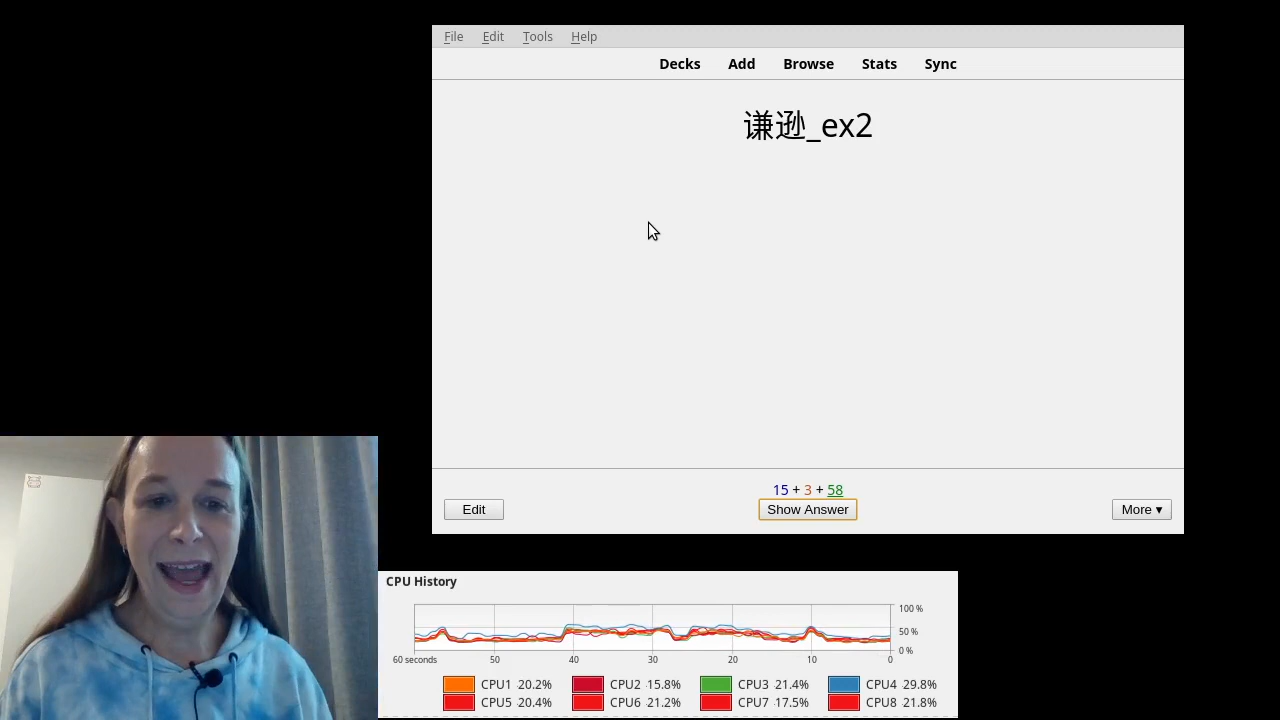 File Edit Tools Help
Decks Add Browse Stats Sync
谦逊_ex2
15 + 3 + 58
Edit Show Answer More ▾
CPU History
100 %
50 %
0 %
60 seconds 50 40 30 20 10 0
CPU1 20.2% CPU2 15.8% CPU3 21.4% CPU4 29.8%
CPU5 20.4% CPU6 21.2% CPU7 17.5% CPU8 21.8%